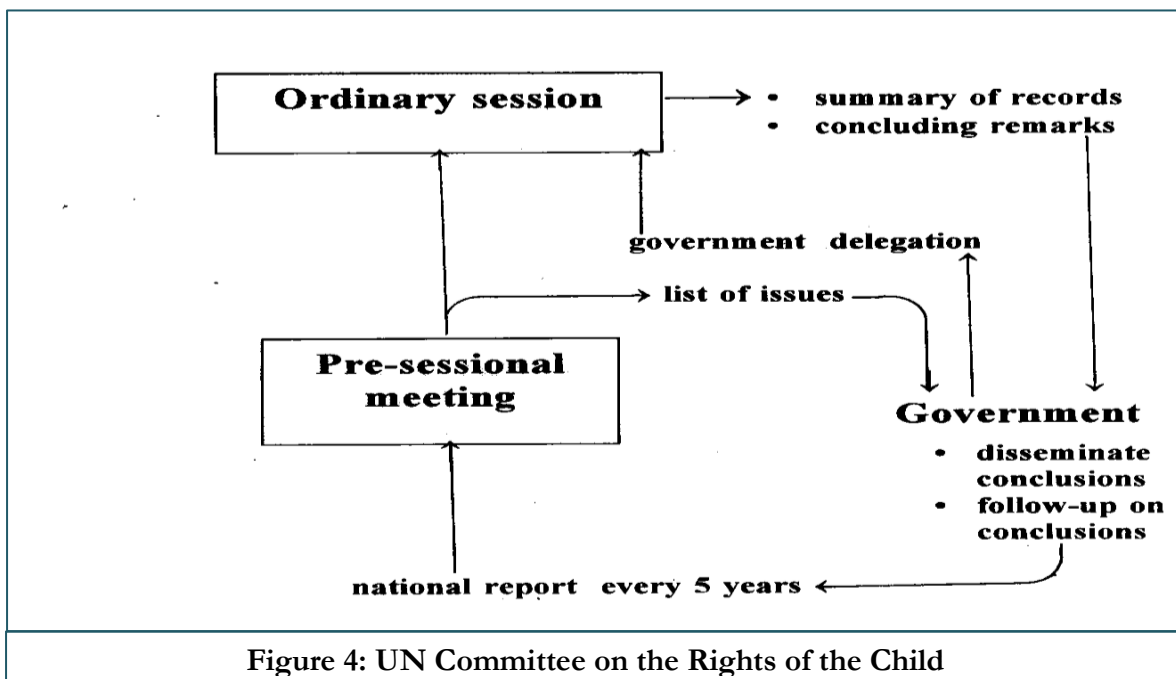 Ordinary session
• summary of records
• concluding remarks
government delegation
list of issues
Pre-sessional
meeting
Government
• disseminate
conclusions
• follow-up on
conclusions
national report every 5 years
Figure 4: UN Committee on the Rights of the Child